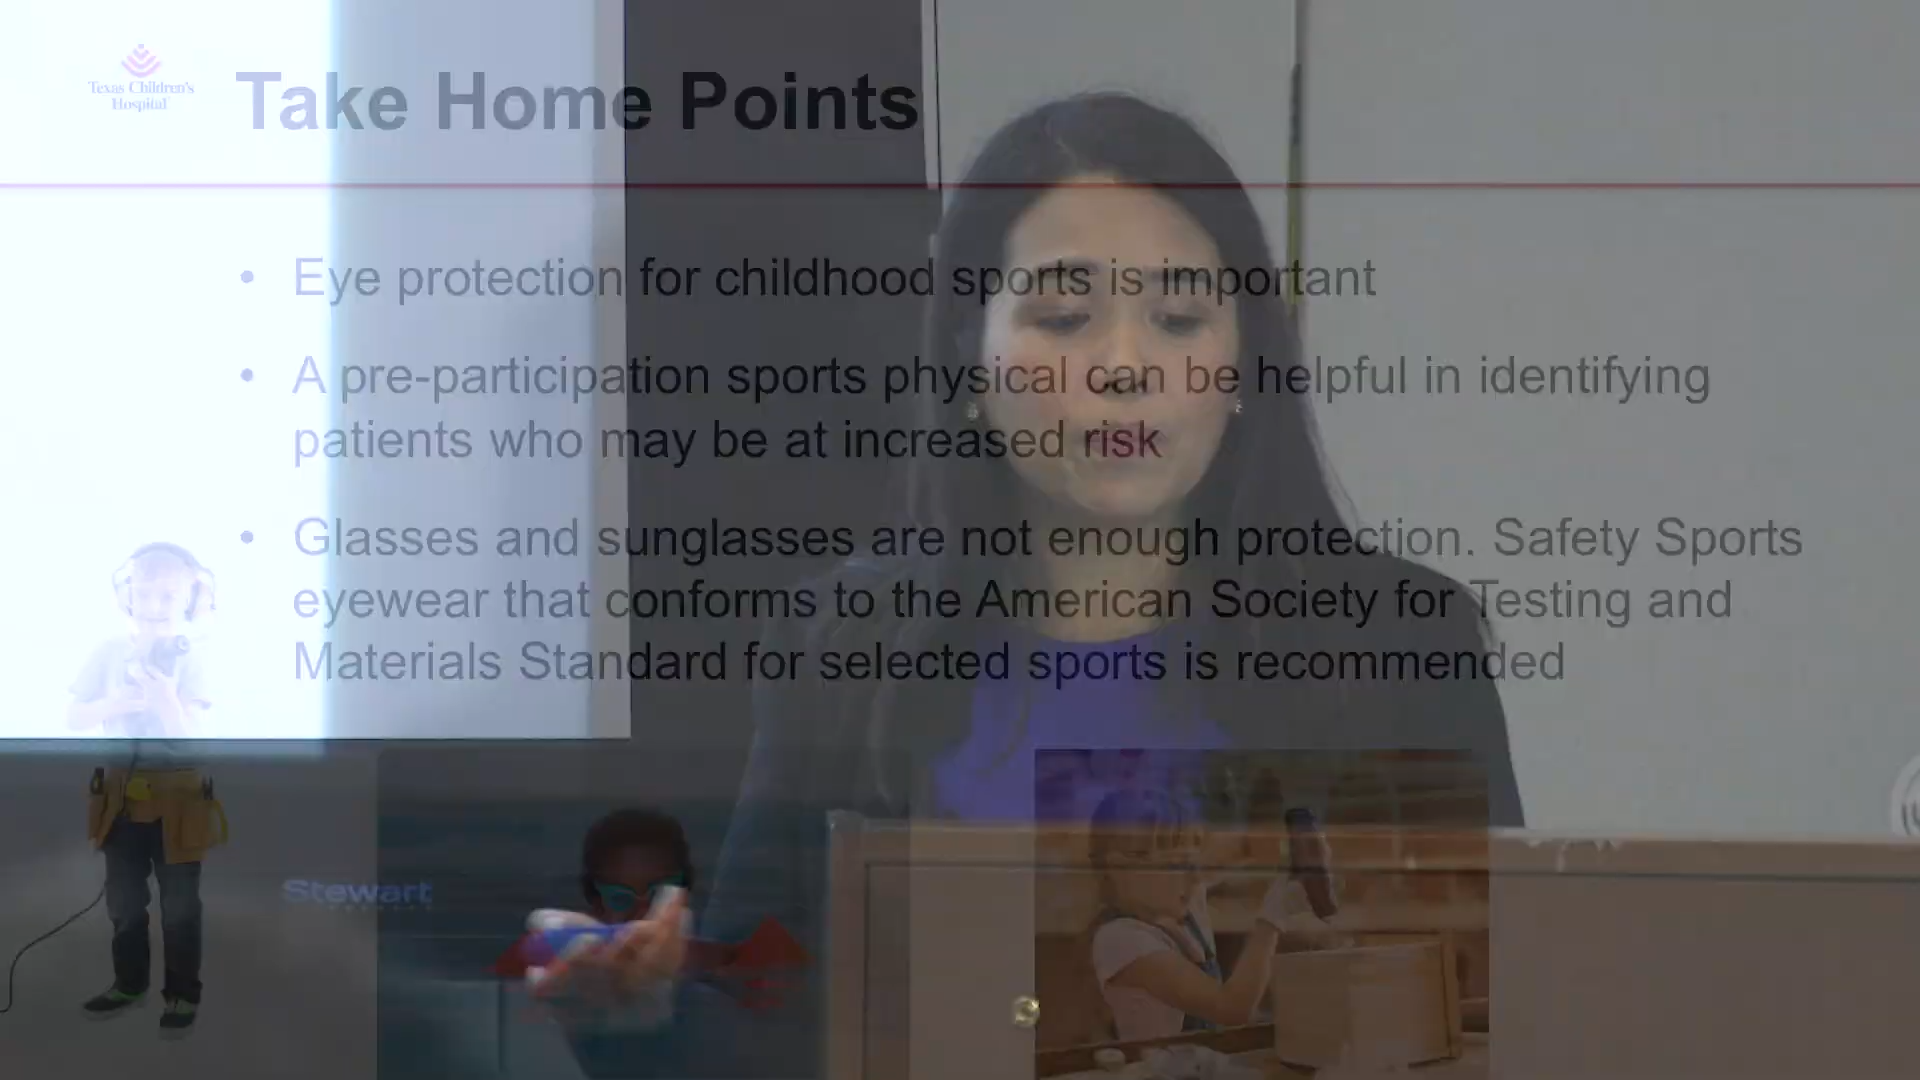 Texas Children's
Hospital
Take Home Points
• Eye protection for childhood sports is important
• A pre-participation sports physical can be helpful in identifying
patients who may be at increased risk
• Glasses and sunglasses are not enough protection. Safety Sports
eyewear that conforms to the American Society for Testing and
Materials Standard for selected sports is recommended
Stewart